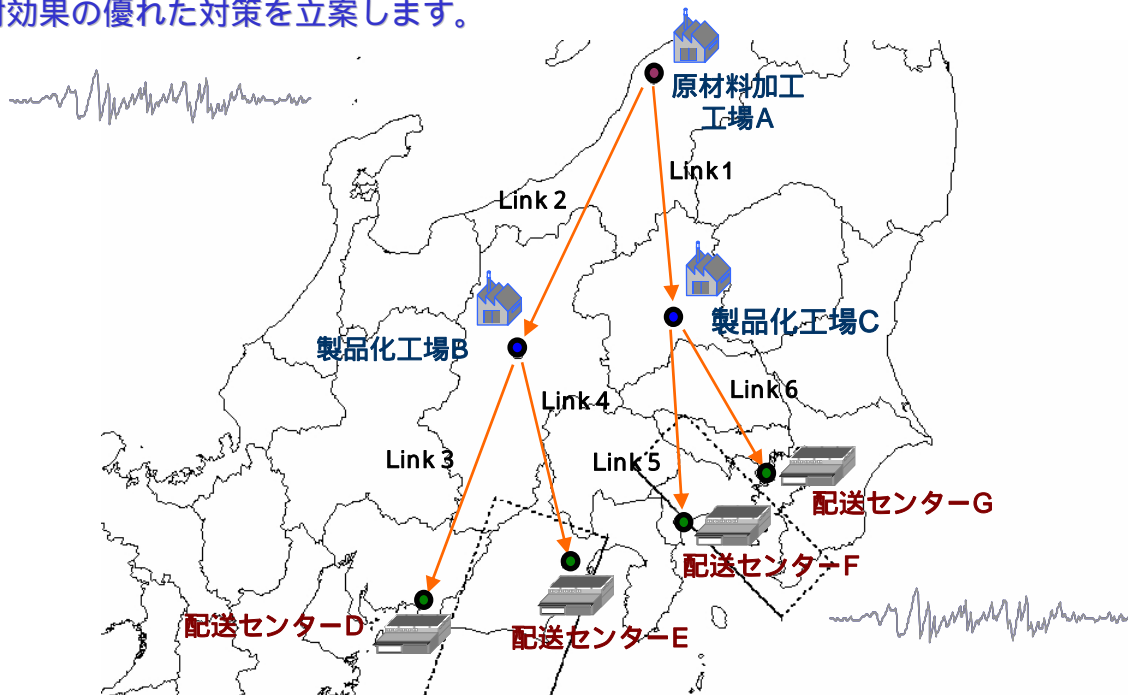 効果の優れた対策を立案します。
原材料加工
工場A
Link1
Link 2
製品化工場C
製品化工場B
Link 6
Link 4
Link 3
Link 5
配送センターG
配送センターF
配送センターD
配送センターE